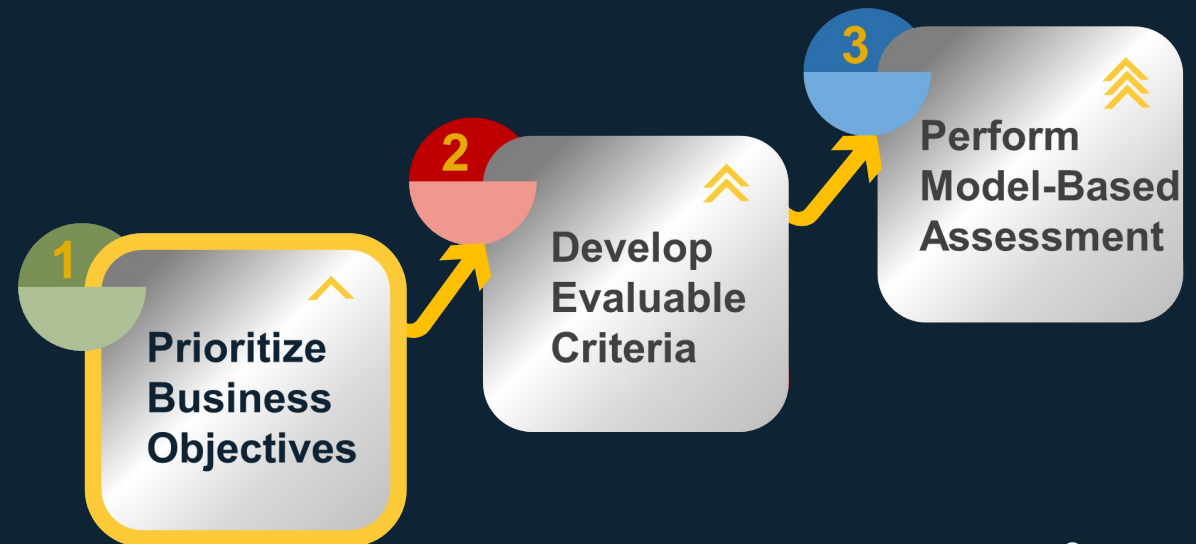 1
Prioritize
Business
Objectives
2
Develop
Evaluable
Criteria
3
Perform
Model-Based
Assessment